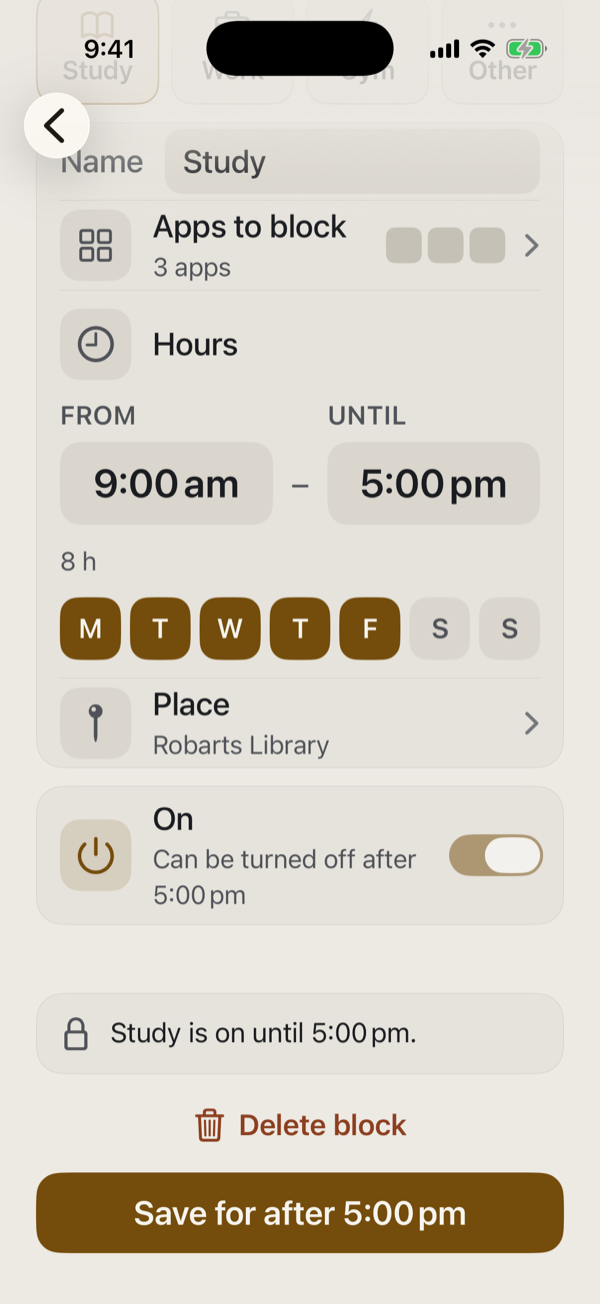 9:41
Study
Work
Gym
Other
Name
Study
Apps to block
3 apps
Hours
FROM
UNTIL
9:00 am
–
5:00 pm
8 h
M T W T F S S
Place
Robarts Library
On
Can be turned off after
5:00 pm
Study is on until 5:00 pm.
Delete block
Save for after 5:00 pm